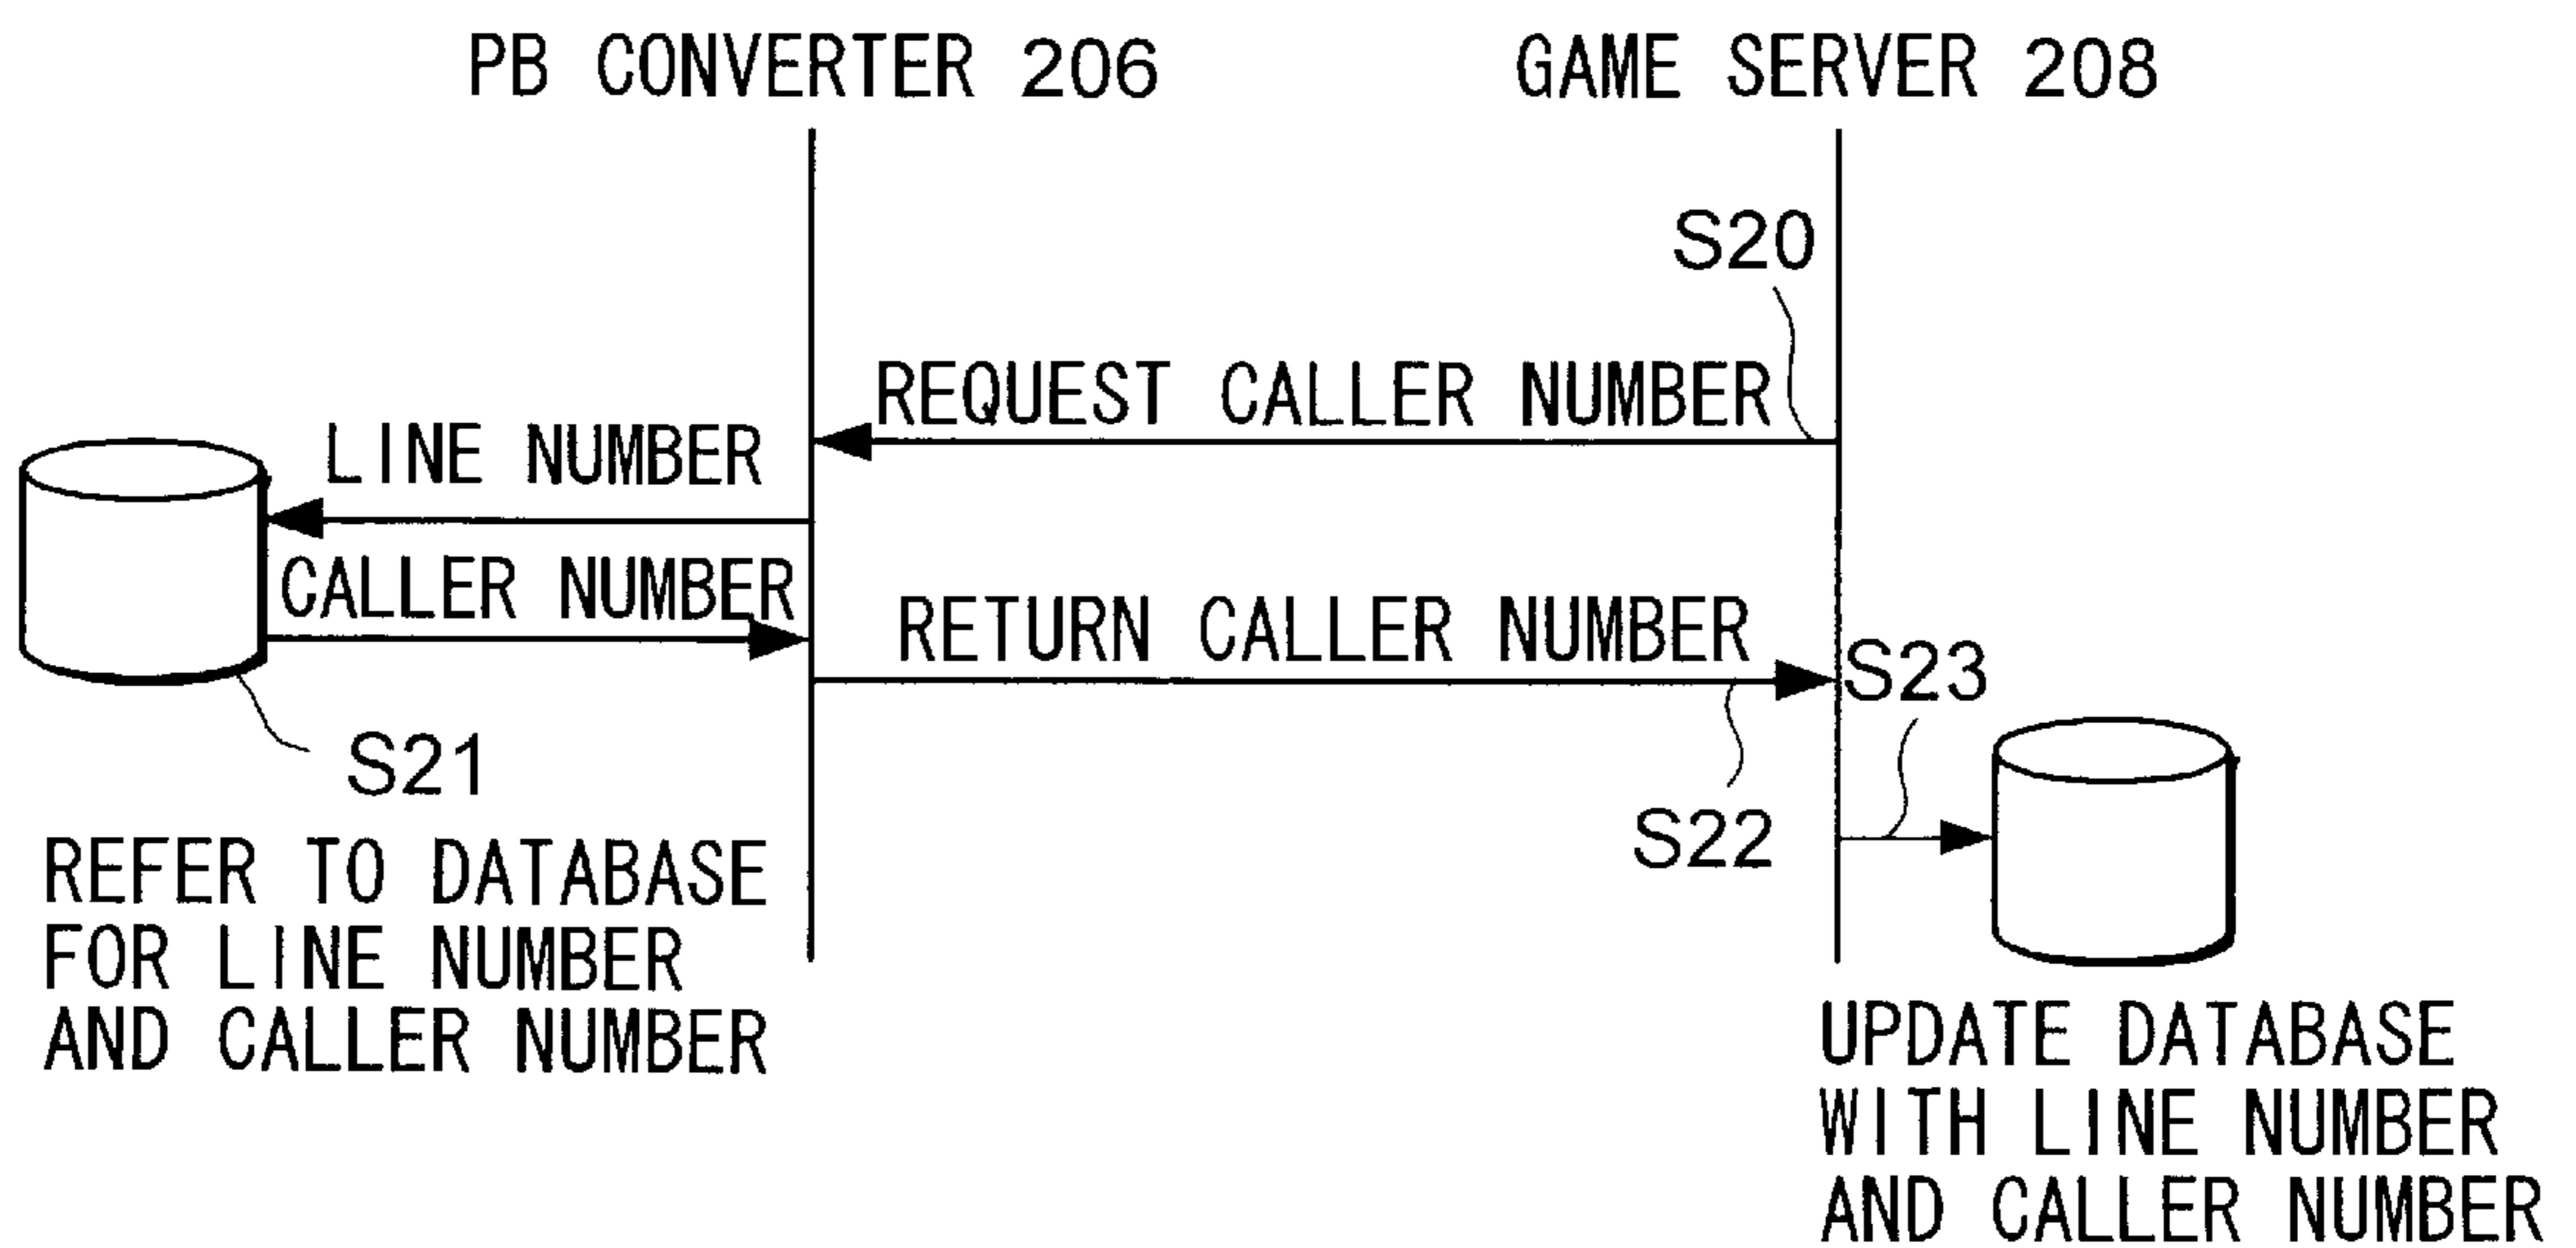 PB CONVERTER 206
GAME SERVER 208
S20
REQUEST CALLER NUMBER
LINE NUMBER
CALLER NUMBER
RETURN CALLER NUMBER
S23
S21
S22
REFER TO DATABASE
FOR LINE NUMBER
AND CALLER NUMBER
UPDATE DATABASE
WITH LINE NUMBER
AND CALLER NUMBER